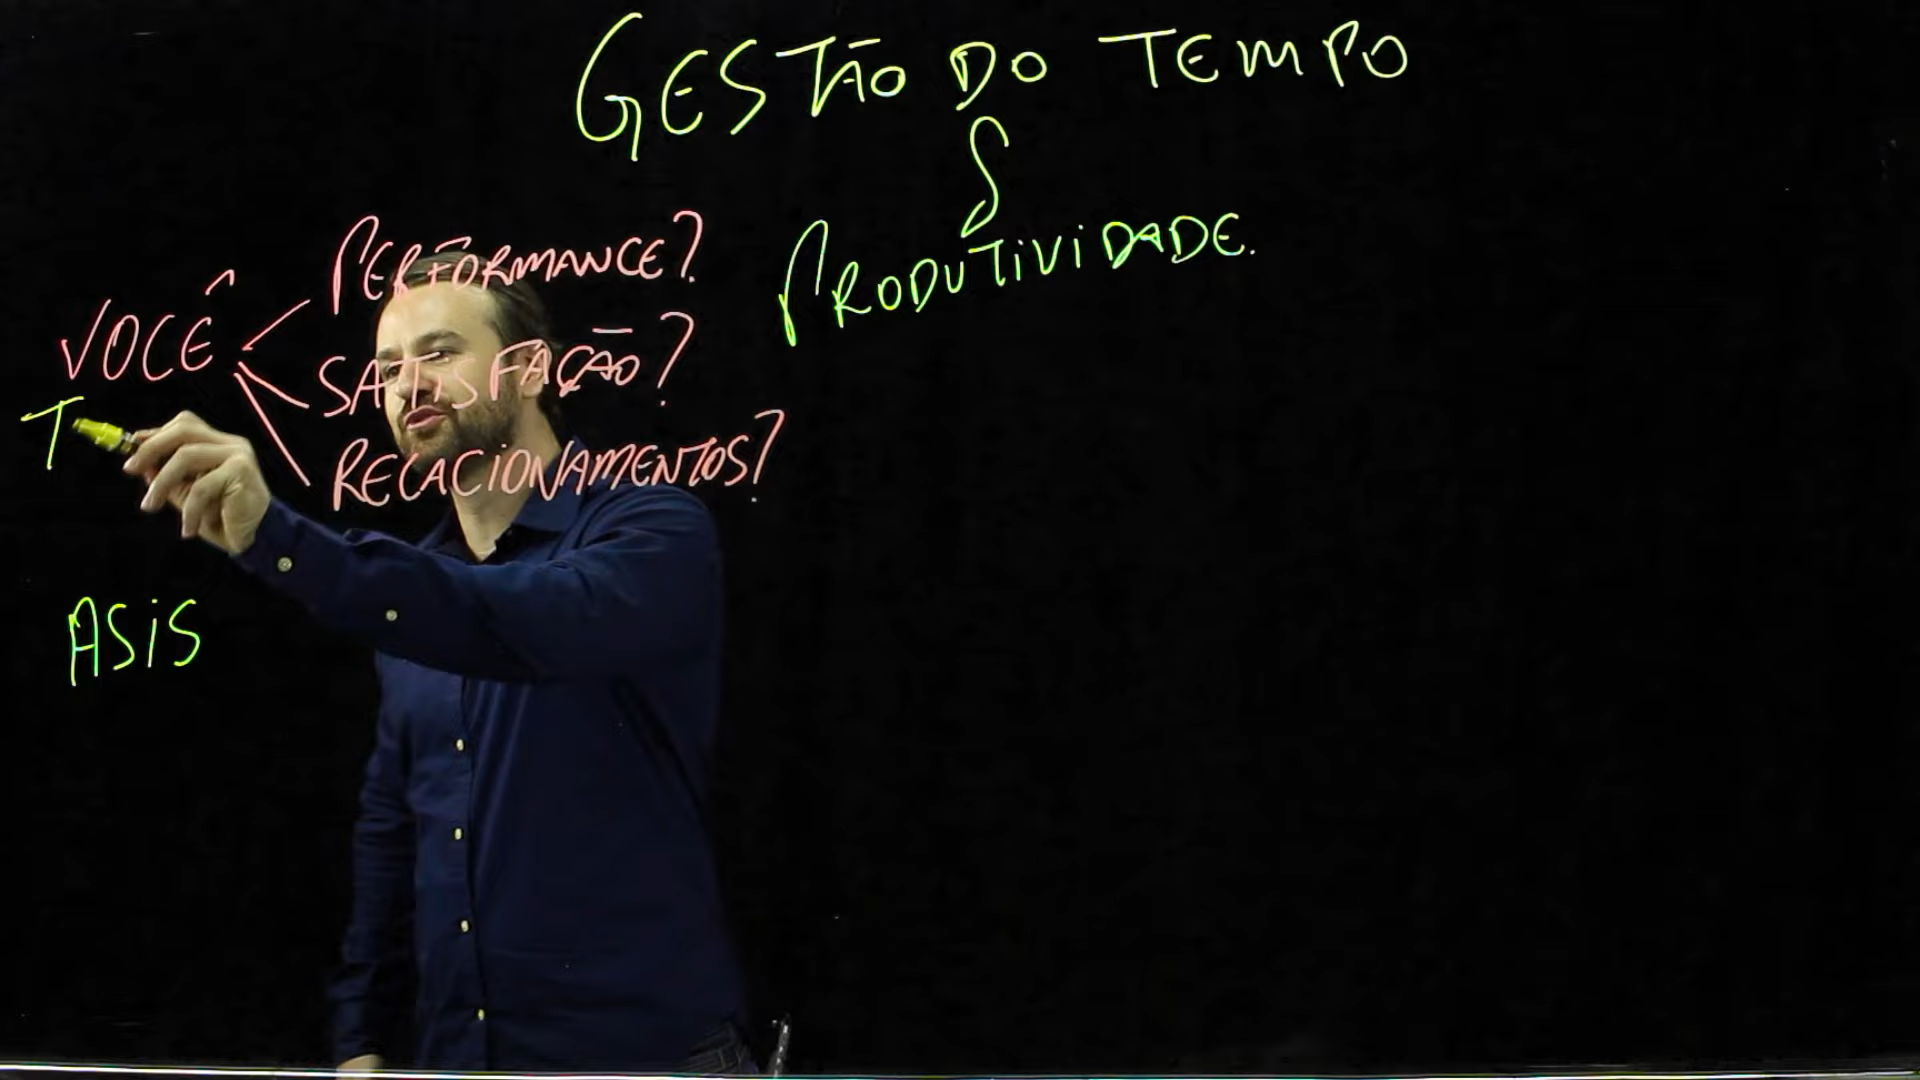 GESTÃO DO TEMPO
&
PRODUTIVIDADE.
VOCÊ
PERFORMANCE?
SATISFAÇÃO?
RELACIONAMENTOS?
T
ASIS